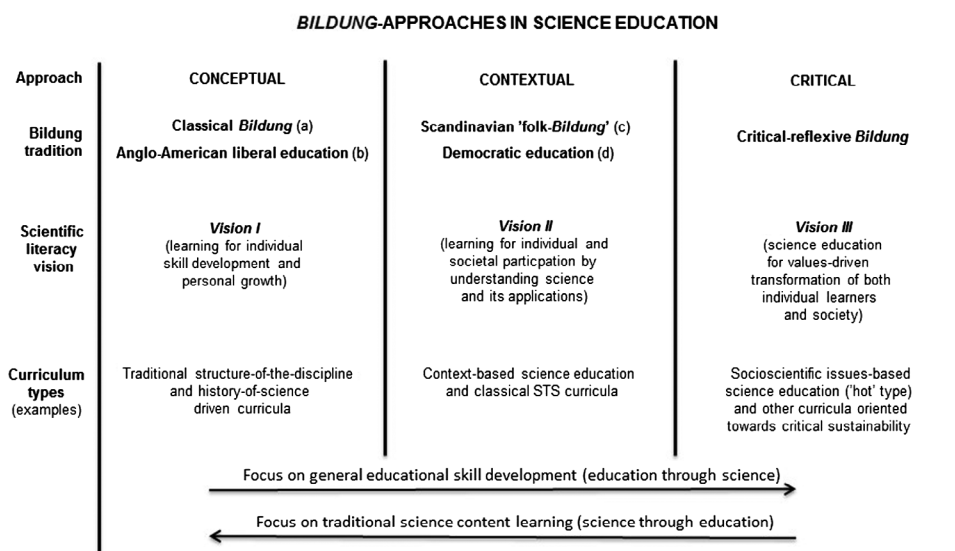 BILDUNG-APPROACHES IN SCIENCE EDUCATION
Approach
CONCEPTUAL
CONTEXTUAL
CRITICAL
Bildung
tradition
Classical Bildung (a)
Anglo-American liberal education (b)
Scandinavian 'folk-Bildung' (c)
Democratic education (d)
Critical-reflexive Bildung
Scientific
literacy
vision
Vision I
(learning for individual
skill development and
personal growth)
Vision II
(learning for individual and
societal partcipation by
understanding science
and its applications)
Vision III
(science education
for values-driven
transformation of both
individual learners
and society)
Curriculum
types
(examples)
Traditional structure-of-the-discipline
and history-of-science
driven curricula
Context-based science education
and classical STS curricula
Socioscientific issues-based
science education ('hot' type)
and other curricula oriented
towards critical sustainability
Focus on general educational skill development (education through science)
Focus on traditional science content learning (science through education)